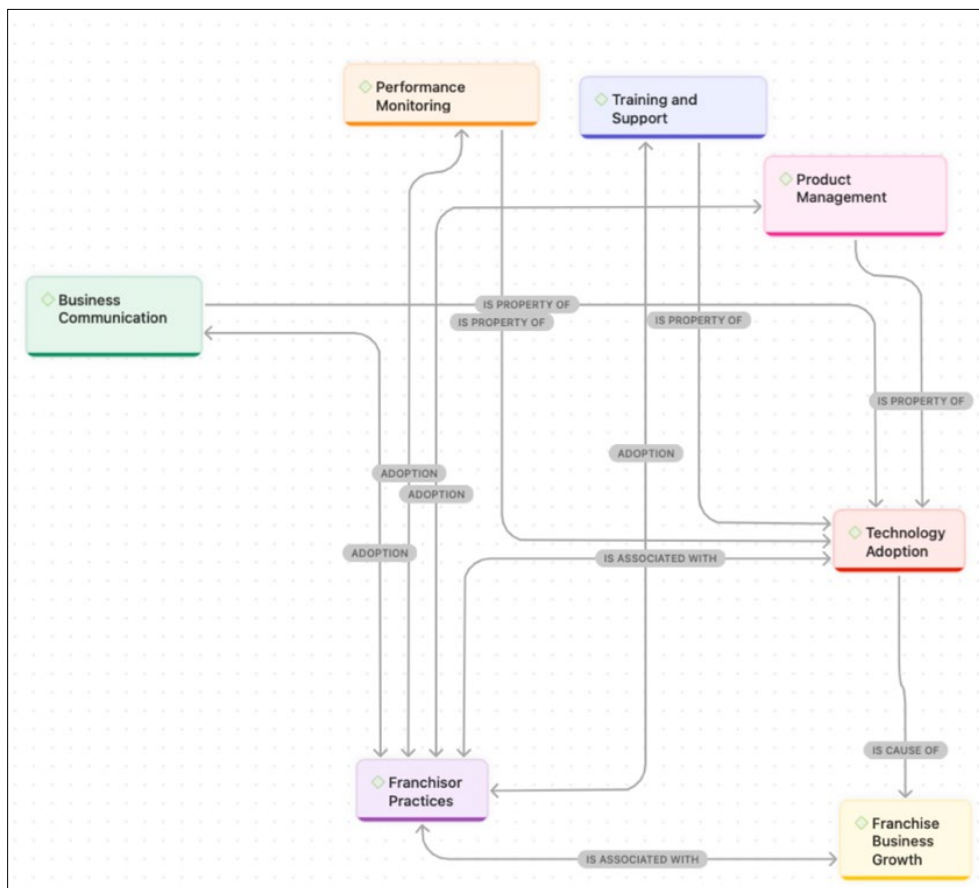 Performance
Monitoring
Training and
Support
Product
Management
Business
Communication
IS PROPERTY OF
IS PROPERTY OF
IS PROPERTY OF
IS PROPERTY OF
ADOPTION
ADOPTION
ADOPTION
ADOPTION
Technology
Adoption
IS ASSOCIATED WITH
IS CAUSE OF
Franchisor
Practices
Franchise
Business
Growth
IS ASSOCIATED WITH